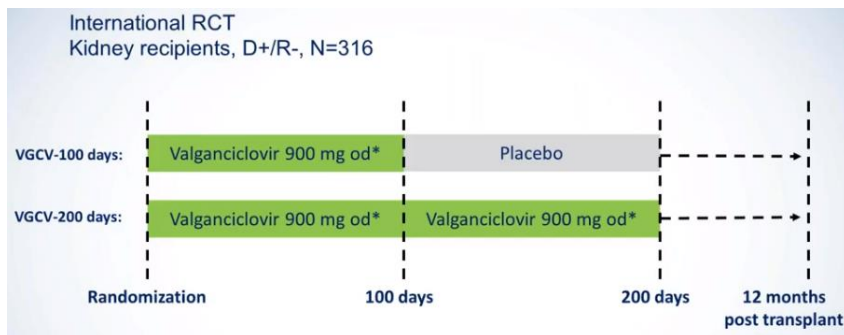 International RCT
Kidney recipients, D+/R-, N=316
VGCV-100 days: Valganciclovir 900 mg od* Placebo
VGCV-200 days: Valganciclovir 900 mg od* Valganciclovir 900 mg od*
Randomization 100 days 200 days 12 months
post transplant